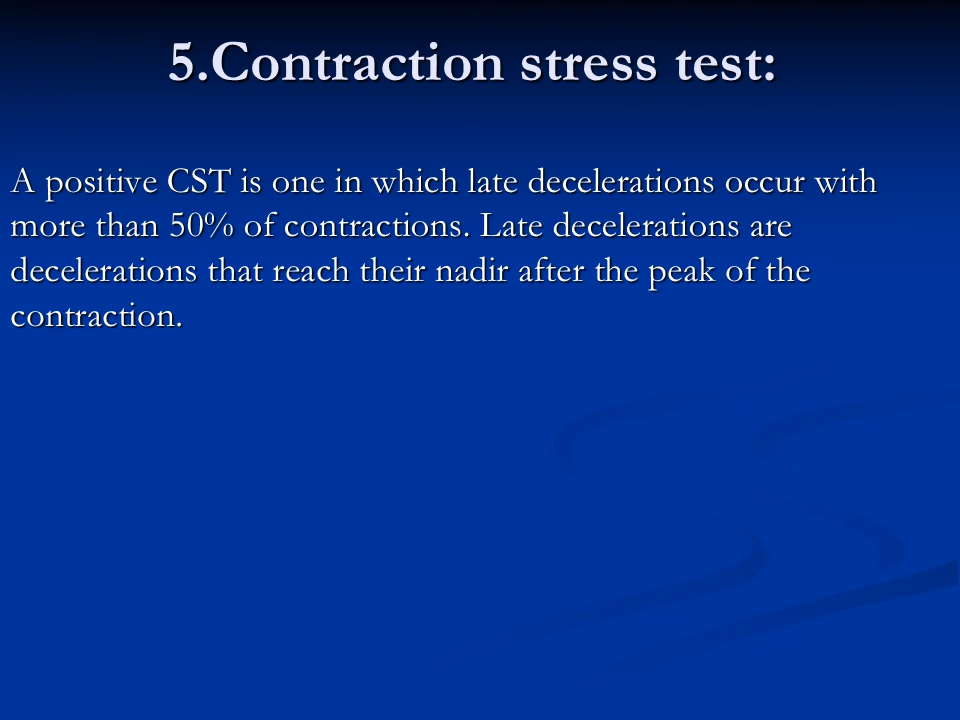 5.Contraction stress test:
A positive CST is one in which late decelerations occur with
more than 50% of contractions. Late decelerations are
decelerations that reach their nadir after the peak of the
contraction.